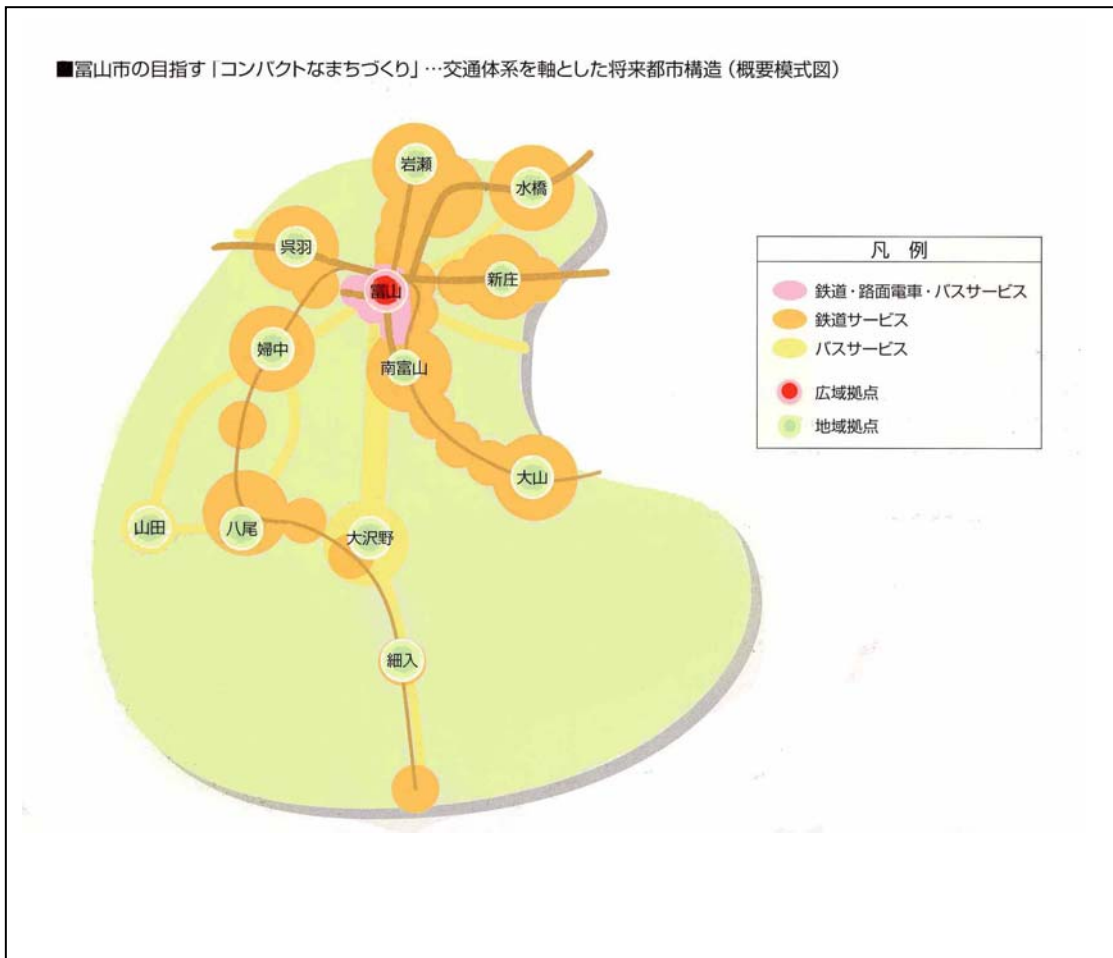 ■富山市の目指す「コンパクトなまちづくり」…交通体系を軸とした将来都市構造（概要模式図）
岩瀬
水橋
呉羽
新庄
富山
婦中
南富山
大山
山田
八尾
大沢野
細入
凡 例
鉄道・路面電車・バスサービス
鉄道サービス
バスサービス
広域拠点
地域拠点